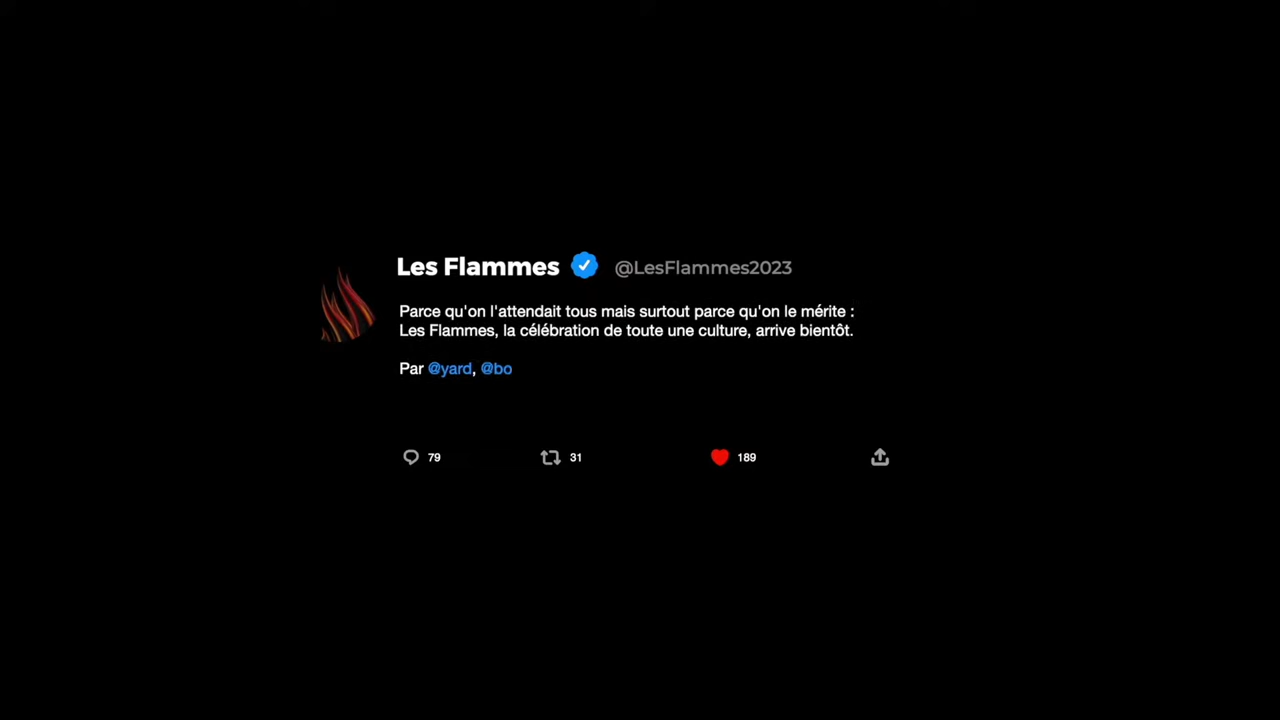 Les Flammes @LesFlammes2023
Parce qu'on l'attendait tous mais surtout parce qu'on le mérite :
Les Flammes, la célébration de toute une culture, arrive bientôt.
Par @yard, @bo
79 31 189